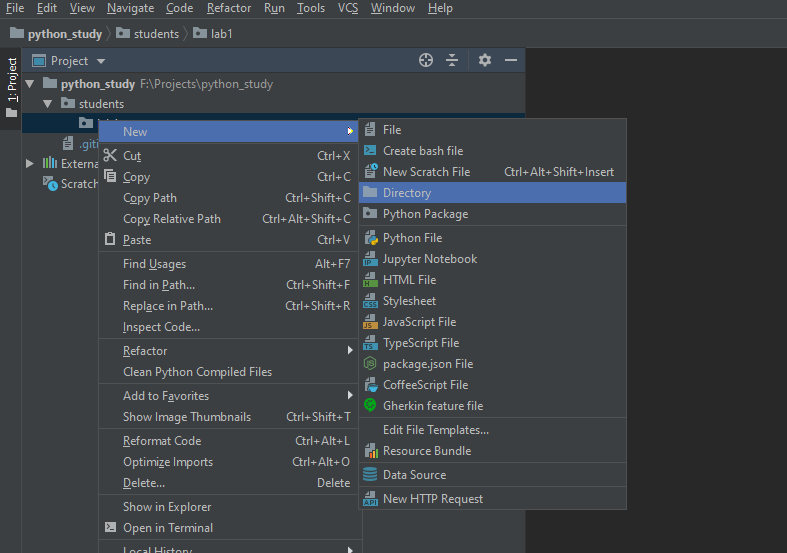 File Edit View Navigate Code Refactor Run Tools VCS Window Help
python_study students lab1
1: Project
Project
python_study F:\Projects\python_study
students
.giti
Externa
Scratch
New
Cut Ctrl+X
Copy Ctrl+C
Copy Path Ctrl+Shift+C
Copy Relative Path Ctrl+Alt+Shift+C
Paste Ctrl+V
Find Usages Alt+F7
Find in Path... Ctrl+Shift+F
Replace in Path... Ctrl+Shift+R
Inspect Code...
Refactor
Clean Python Compiled Files
Add to Favorites
Show Image Thumbnails Ctrl+Shift+T
Reformat Code Ctrl+Alt+L
Optimize Imports Ctrl+Alt+O
Delete... Delete
Show in Explorer
Open in Terminal
Local History
File
Create bash file
New Scratch File Ctrl+Alt+Shift+Insert
Directory
Python Package
Python File
Jupyter Notebook
HTML File
Stylesheet
JavaScript File
TypeScript File
package.json File
CoffeeScript File
Gherkin feature file
Edit File Templates...
Resource Bundle
Data Source
New HTTP Request